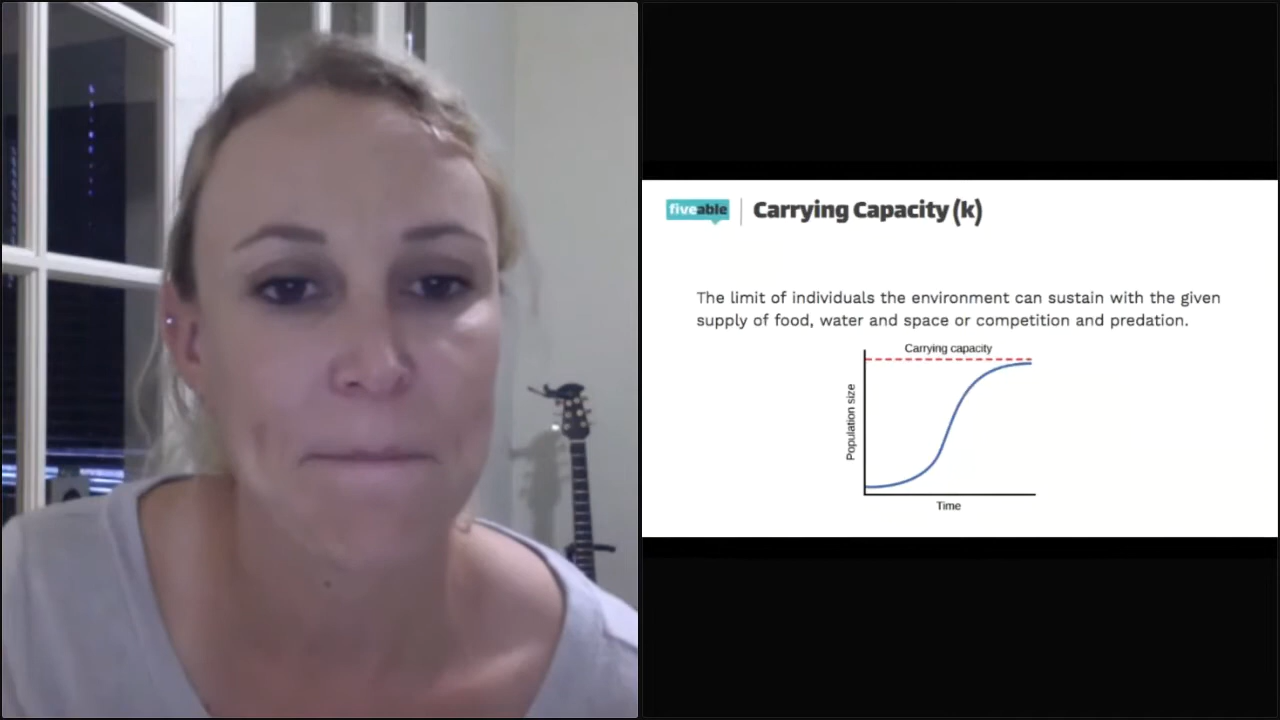 fiveable
Carrying Capacity (k)
The limit of individuals the environment can sustain with the given
supply of food, water and space or competition and predation.
Carrying capacity
Population size
Time